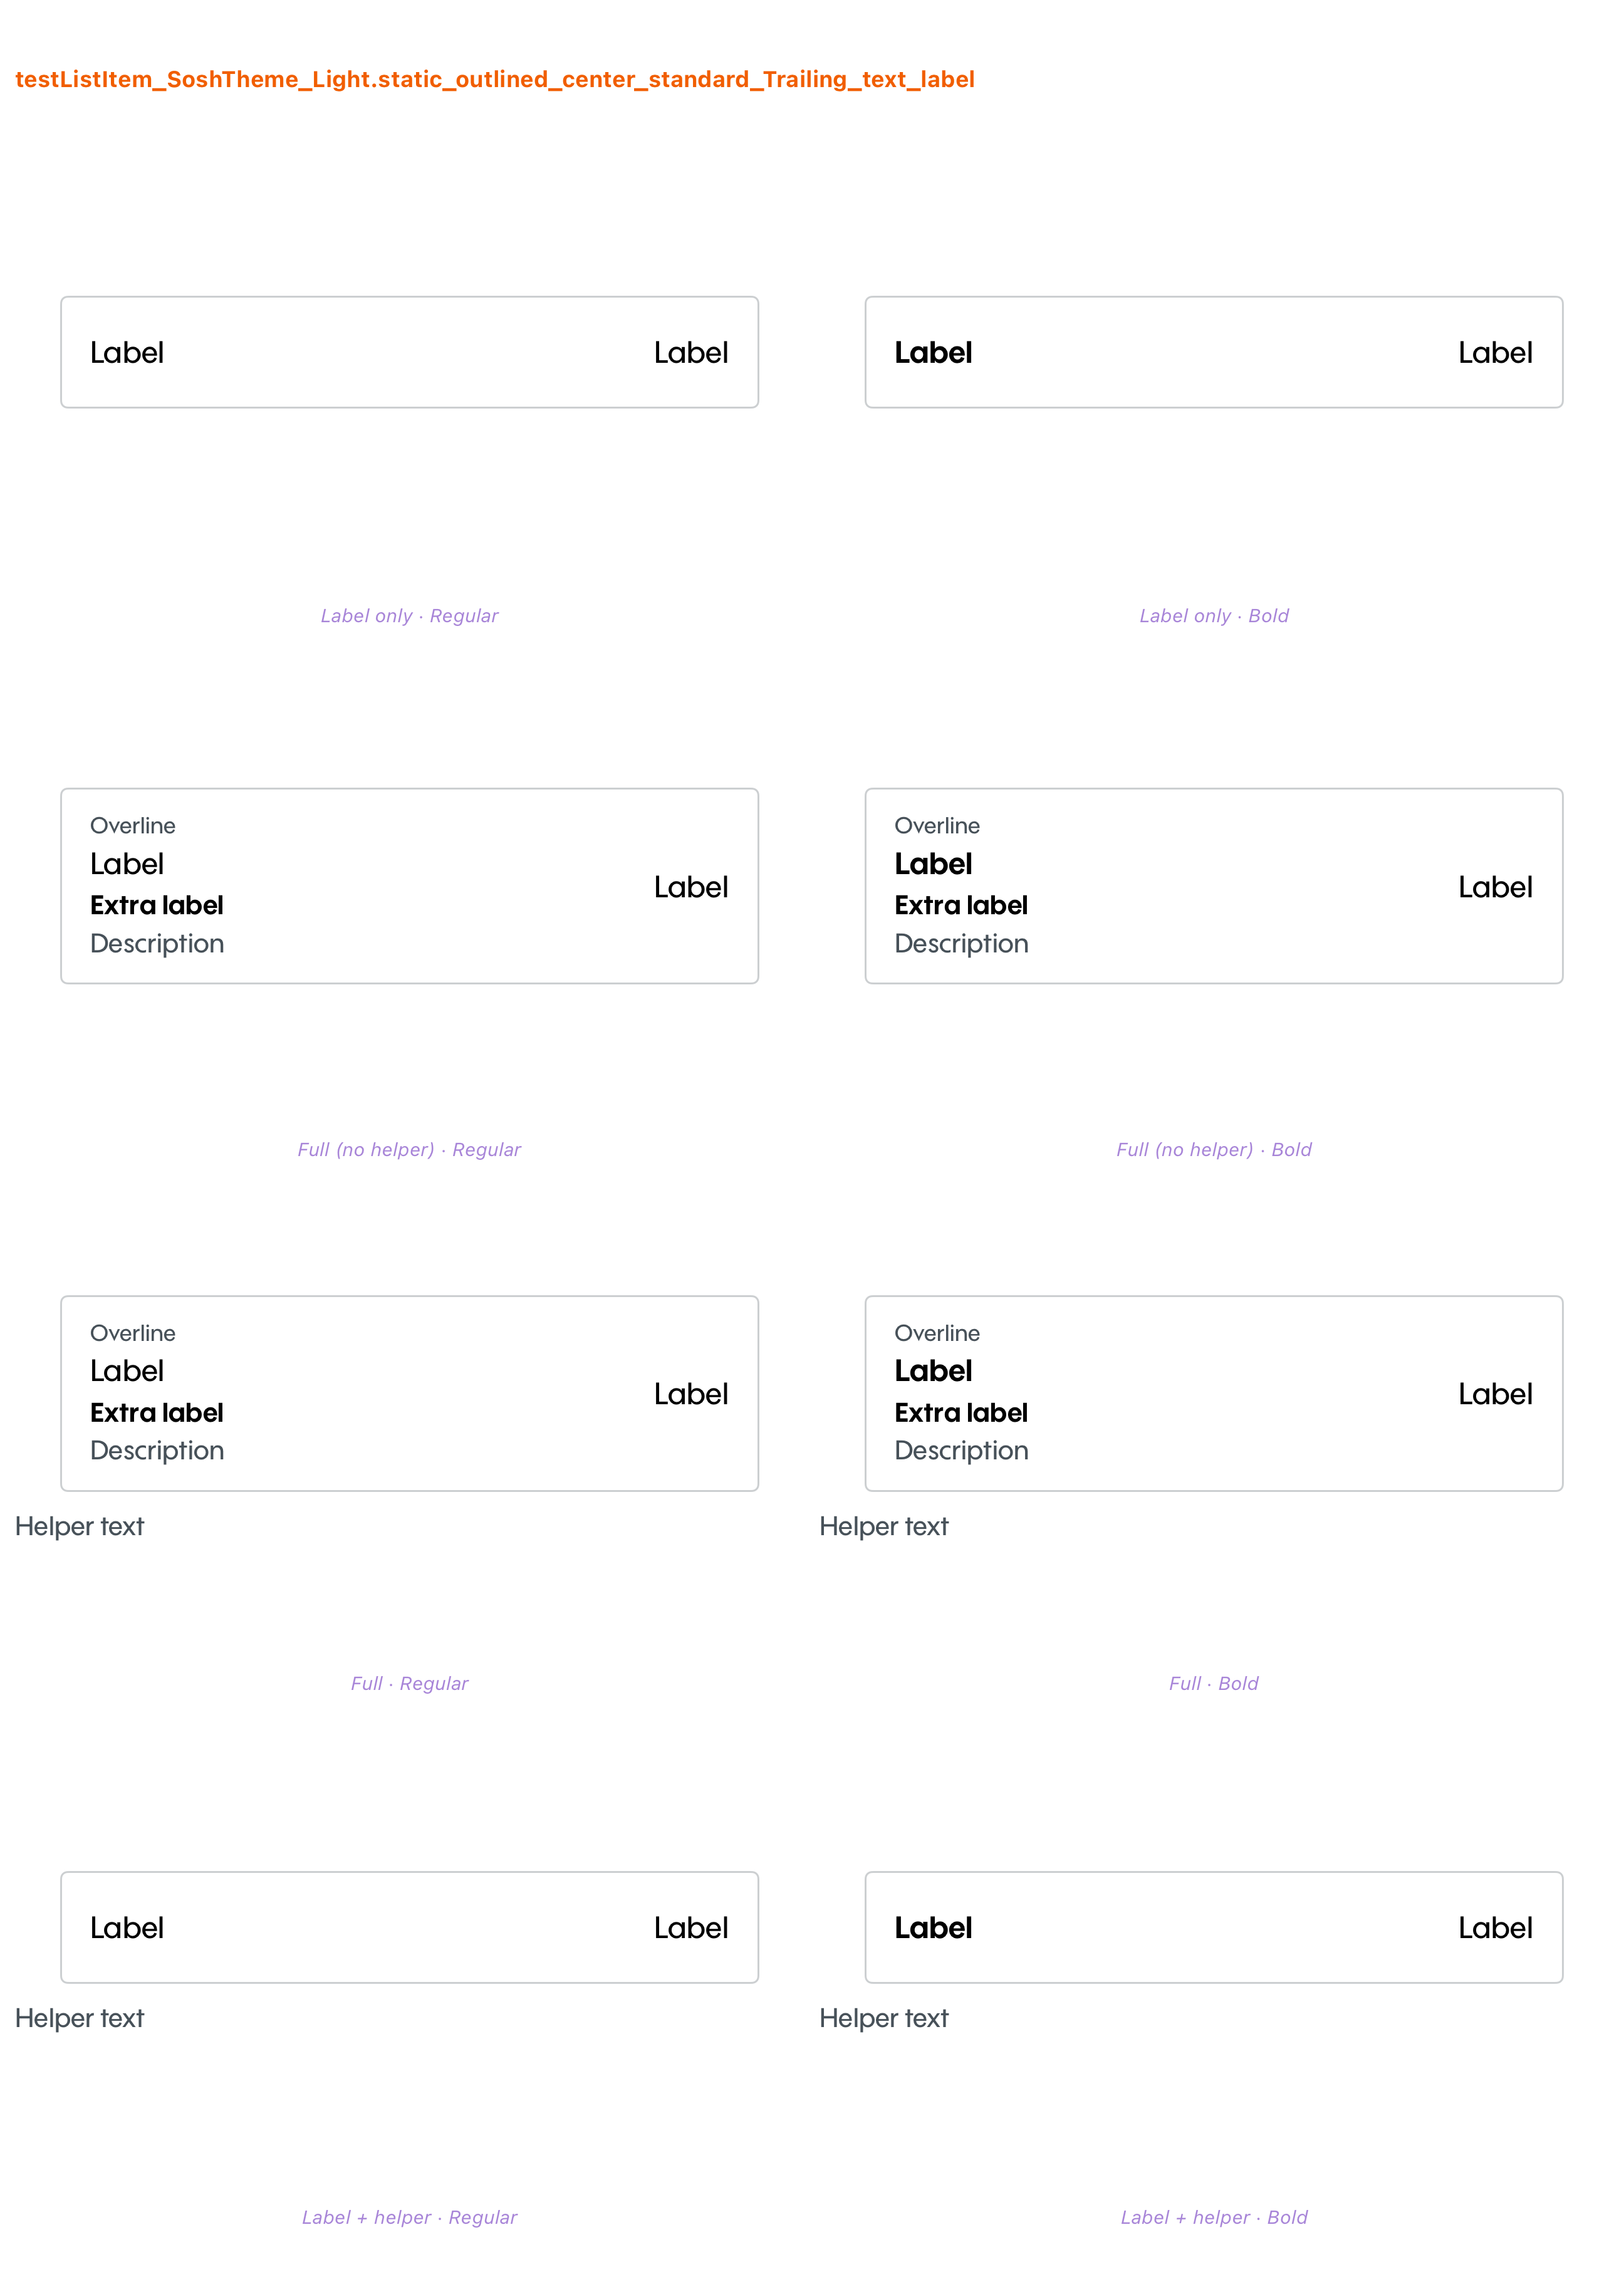 testListItem_SoshTheme_Light.static_outlined_center_standard_Trailing_text_label
Label Label
Label Label
Label only · Regular
Label only · Bold
Overline
Label
Extra label
Description
Label
Overline
Label
Extra label
Description
Label
Full (no helper) · Regular
Full (no helper) · Bold
Overline
Label
Extra label
Description
Label
Helper text
Overline
Label
Extra label
Description
Label
Helper text
Full · Regular
Full · Bold
Label Label
Helper text
Label Label
Helper text
Label + helper · Regular
Label + helper · Bold